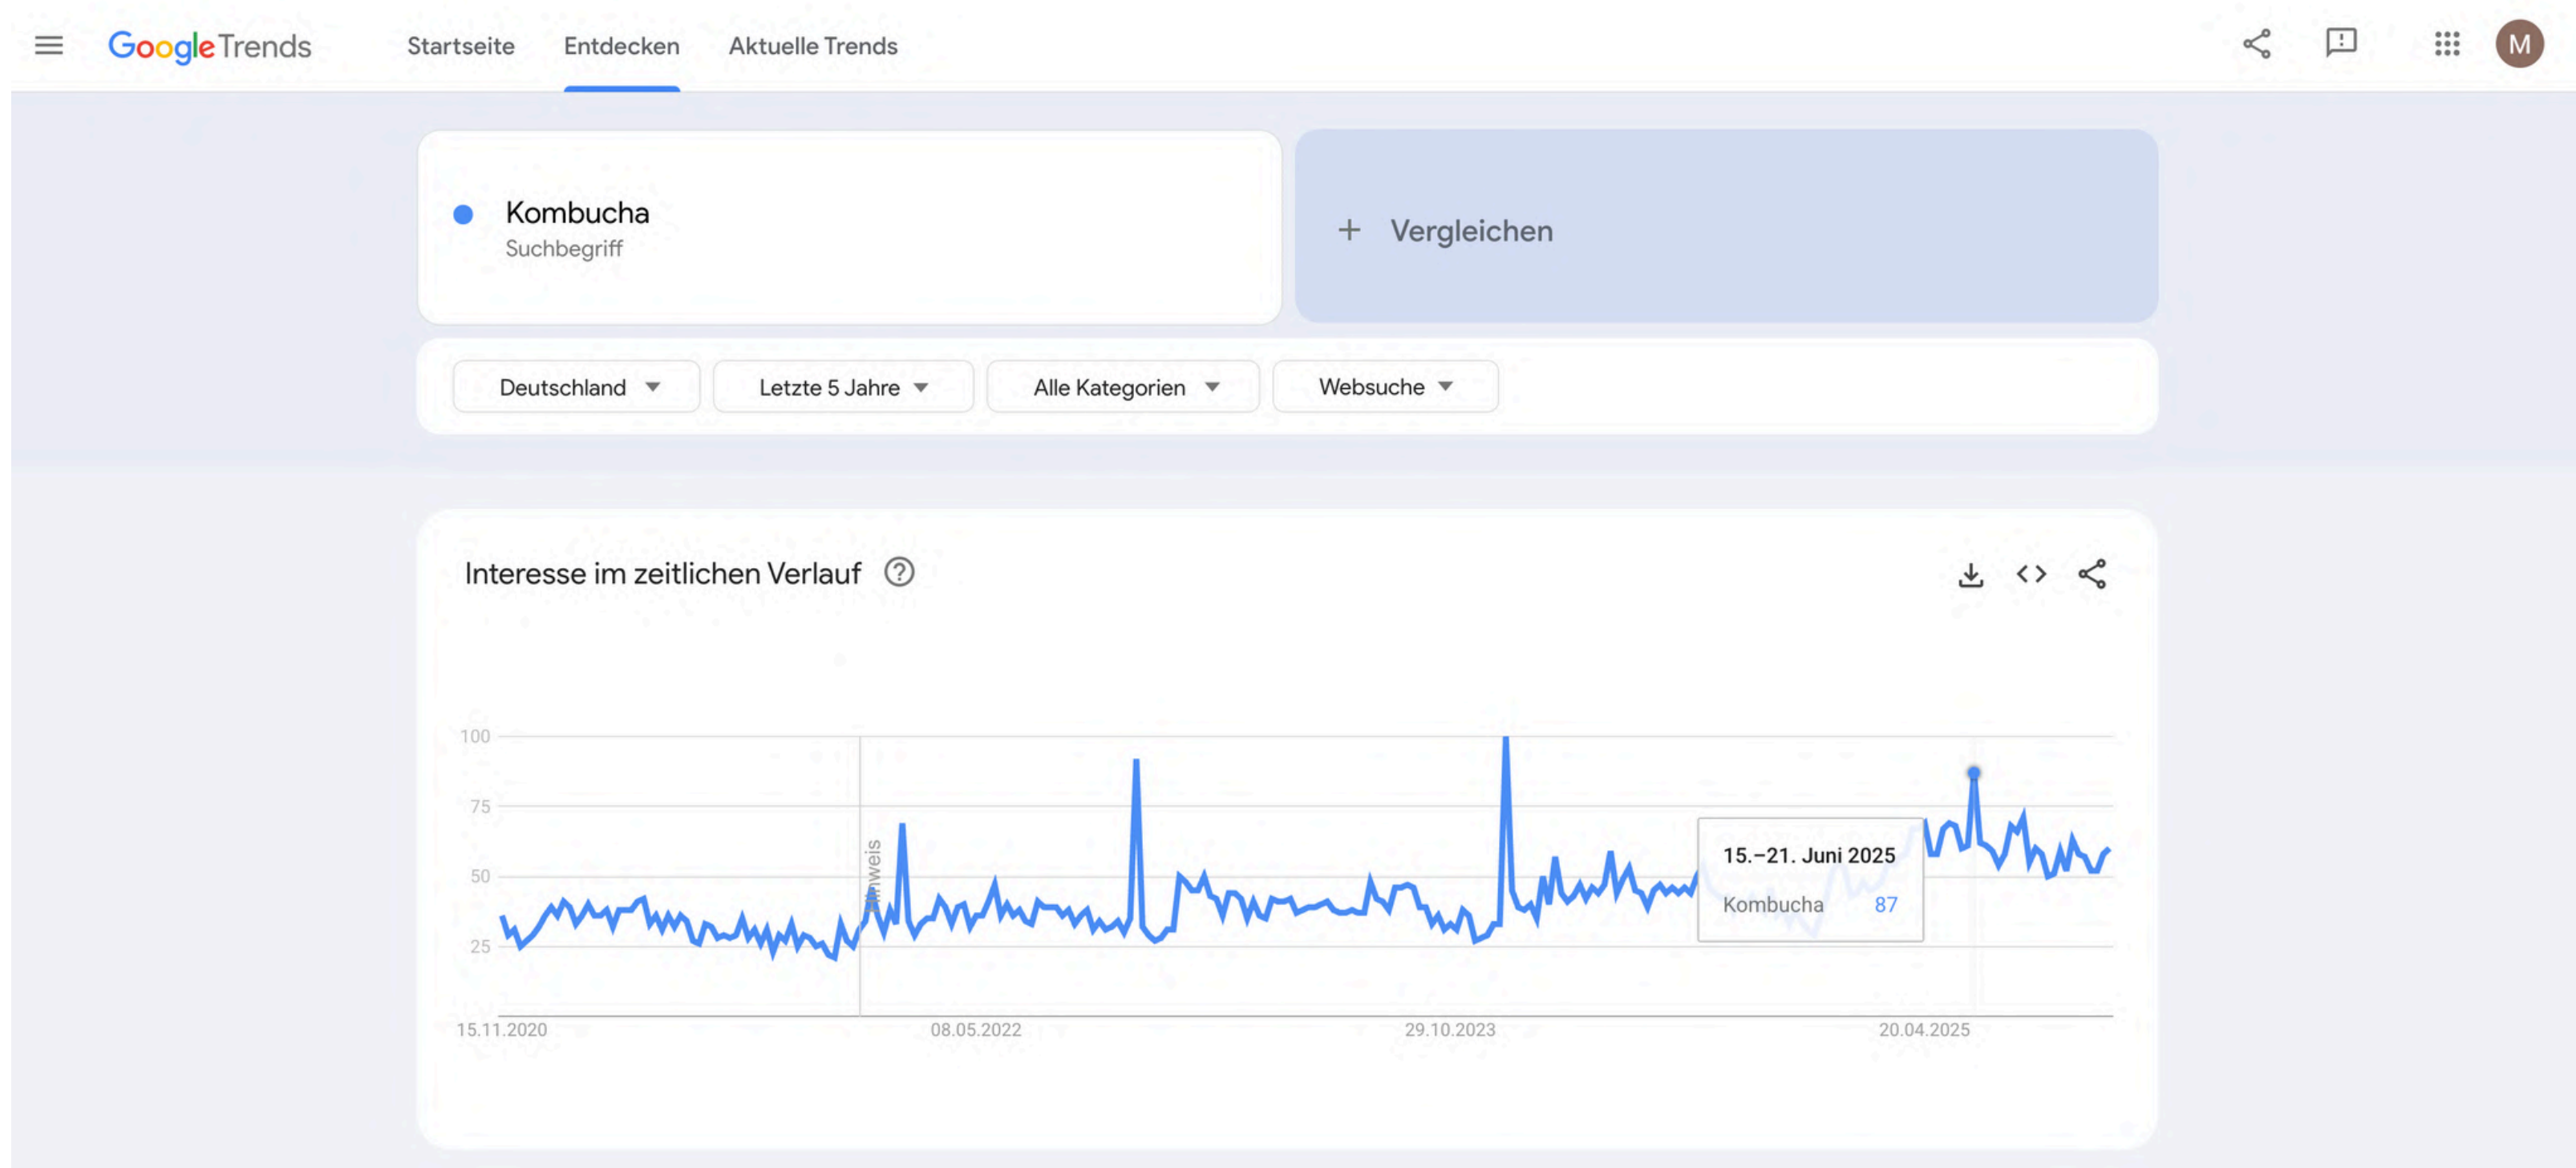 Google Trends Startseite Entdecken Aktuelle Trends M
Kombucha
Suchbegriff
+ Vergleichen
Deutschland Letzte 5 Jahre Alle Kategorien Websuche
Interesse im zeitlichen Verlauf
100
75
50
25
Hinweis
15.–21. Juni 2025
Kombucha 87
15.11.2020 08.05.2022 29.10.2023 20.04.2025